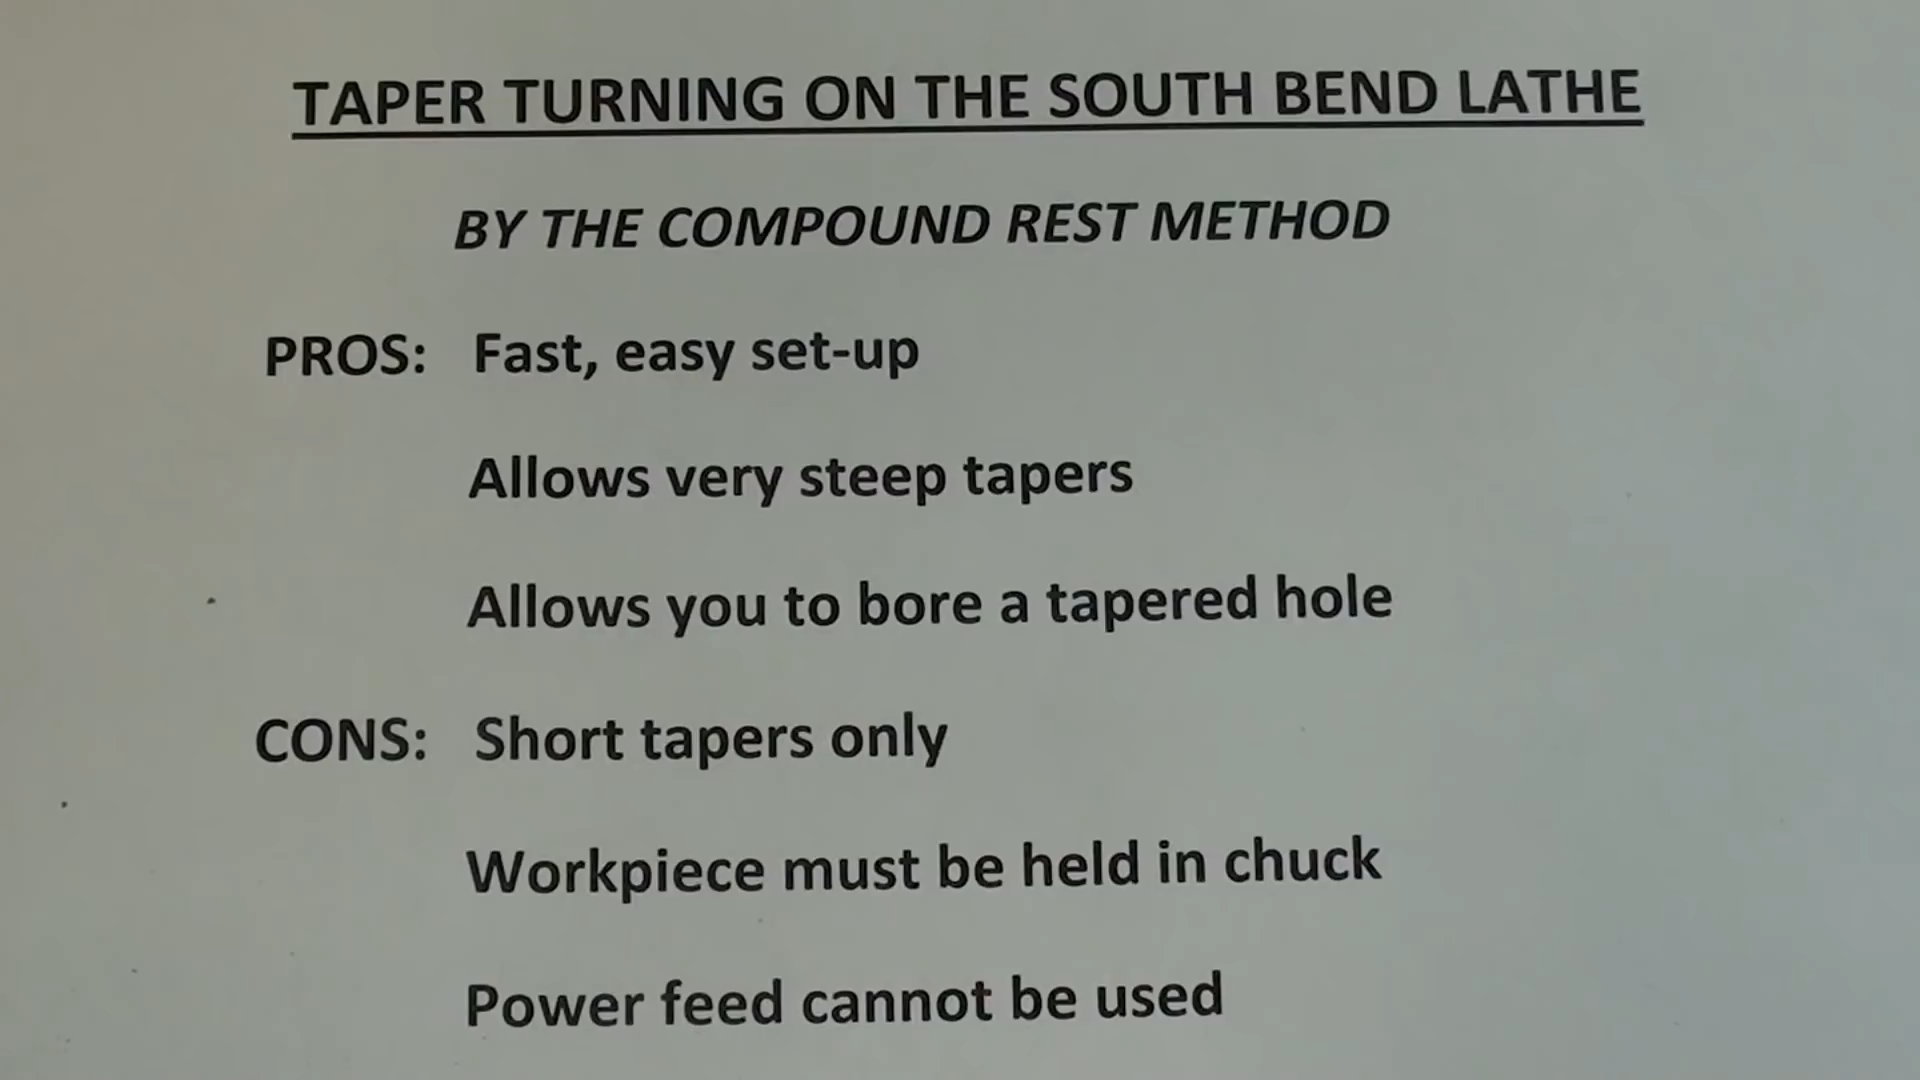 TAPER TURNING ON THE SOUTH BEND LATHE
BY THE COMPOUND REST METHOD
PROS: Fast, easy set-up
Allows very steep tapers
Allows you to bore a tapered hole
CONS: Short tapers only
Workpiece must be held in chuck
Power feed cannot be used